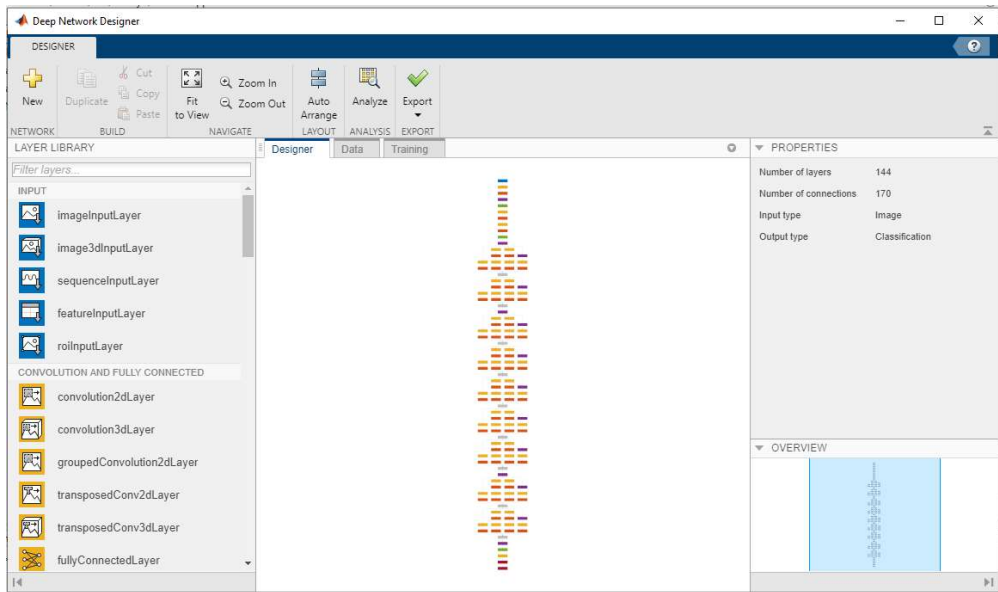 Deep Network Designer
DESIGNER
?
New
Duplicate
Cut
Copy
Paste
Fit
to View
Zoom In
Zoom Out
Auto
Arrange
Analyze
Export
NETWORK
BUILD
NAVIGATE
LAYOUT
ANALYSIS
EXPORT
LAYER LIBRARY
Designer
Data
Training
PROPERTIES
Filter layers...
INPUT
imageInputLayer
image3dInputLayer
sequenceInputLayer
featureInputLayer
roiInputLayer
CONVOLUTION AND FULLY CONNECTED
convolution2dLayer
convolution3dLayer
groupedConvolution2dLayer
transposedConv2dLayer
transposedConv3dLayer
fullyConnectedLayer
Number of layers 144
Number of connections 170
Input type Image
Output type Classification
OVERVIEW